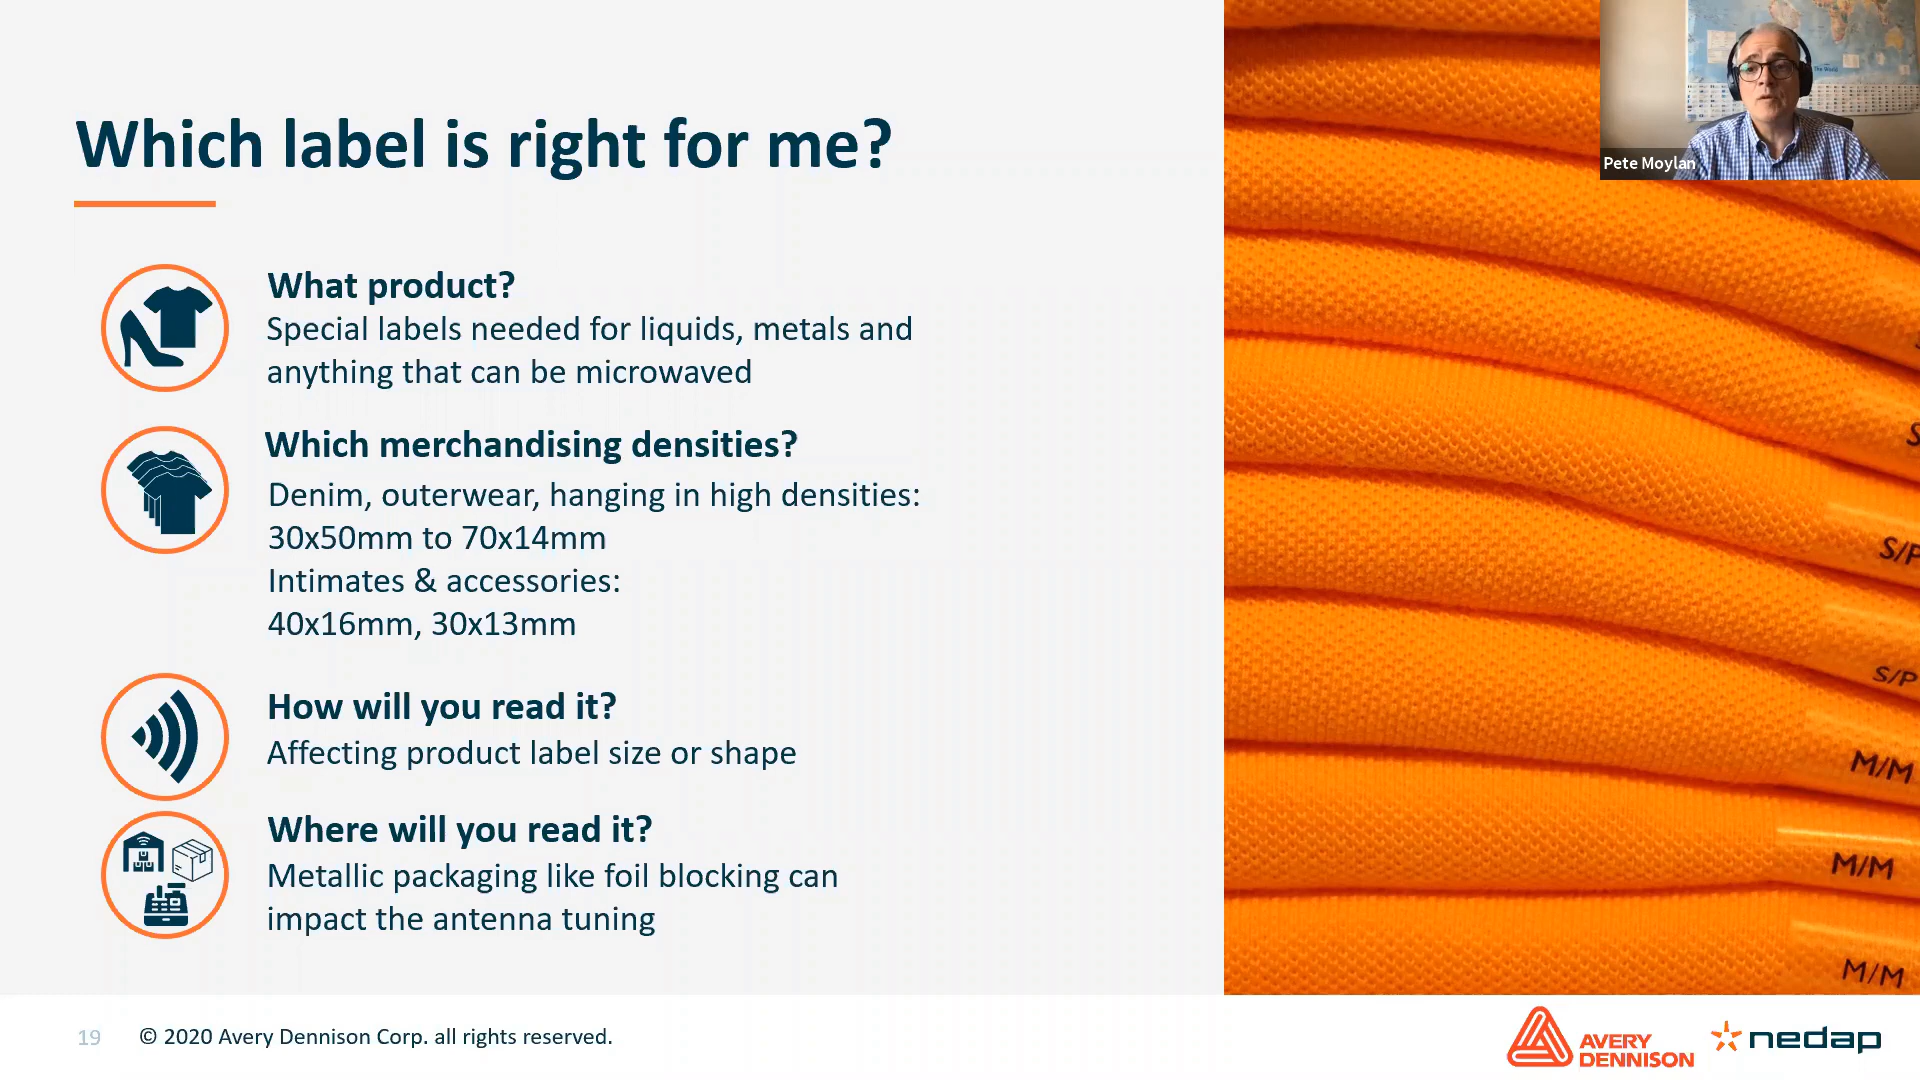 Which label is right for me?
What product?
Special labels needed for liquids, metals and
anything that can be microwaved
Which merchandising densities?
Denim, outerwear, hanging in high densities:
30x50mm to 70x14mm
Intimates & accessories:
40x16mm, 30x13mm
How will you read it?
Affecting product label size or shape
Where will you read it?
Metallic packaging like foil blocking can
impact the antenna tuning
Pete Moylan
S/P
S/P
M/M
M/M
M/M
19
© 2020 Avery Dennison Corp. all rights reserved.
AVERY
DENNISON
nedap